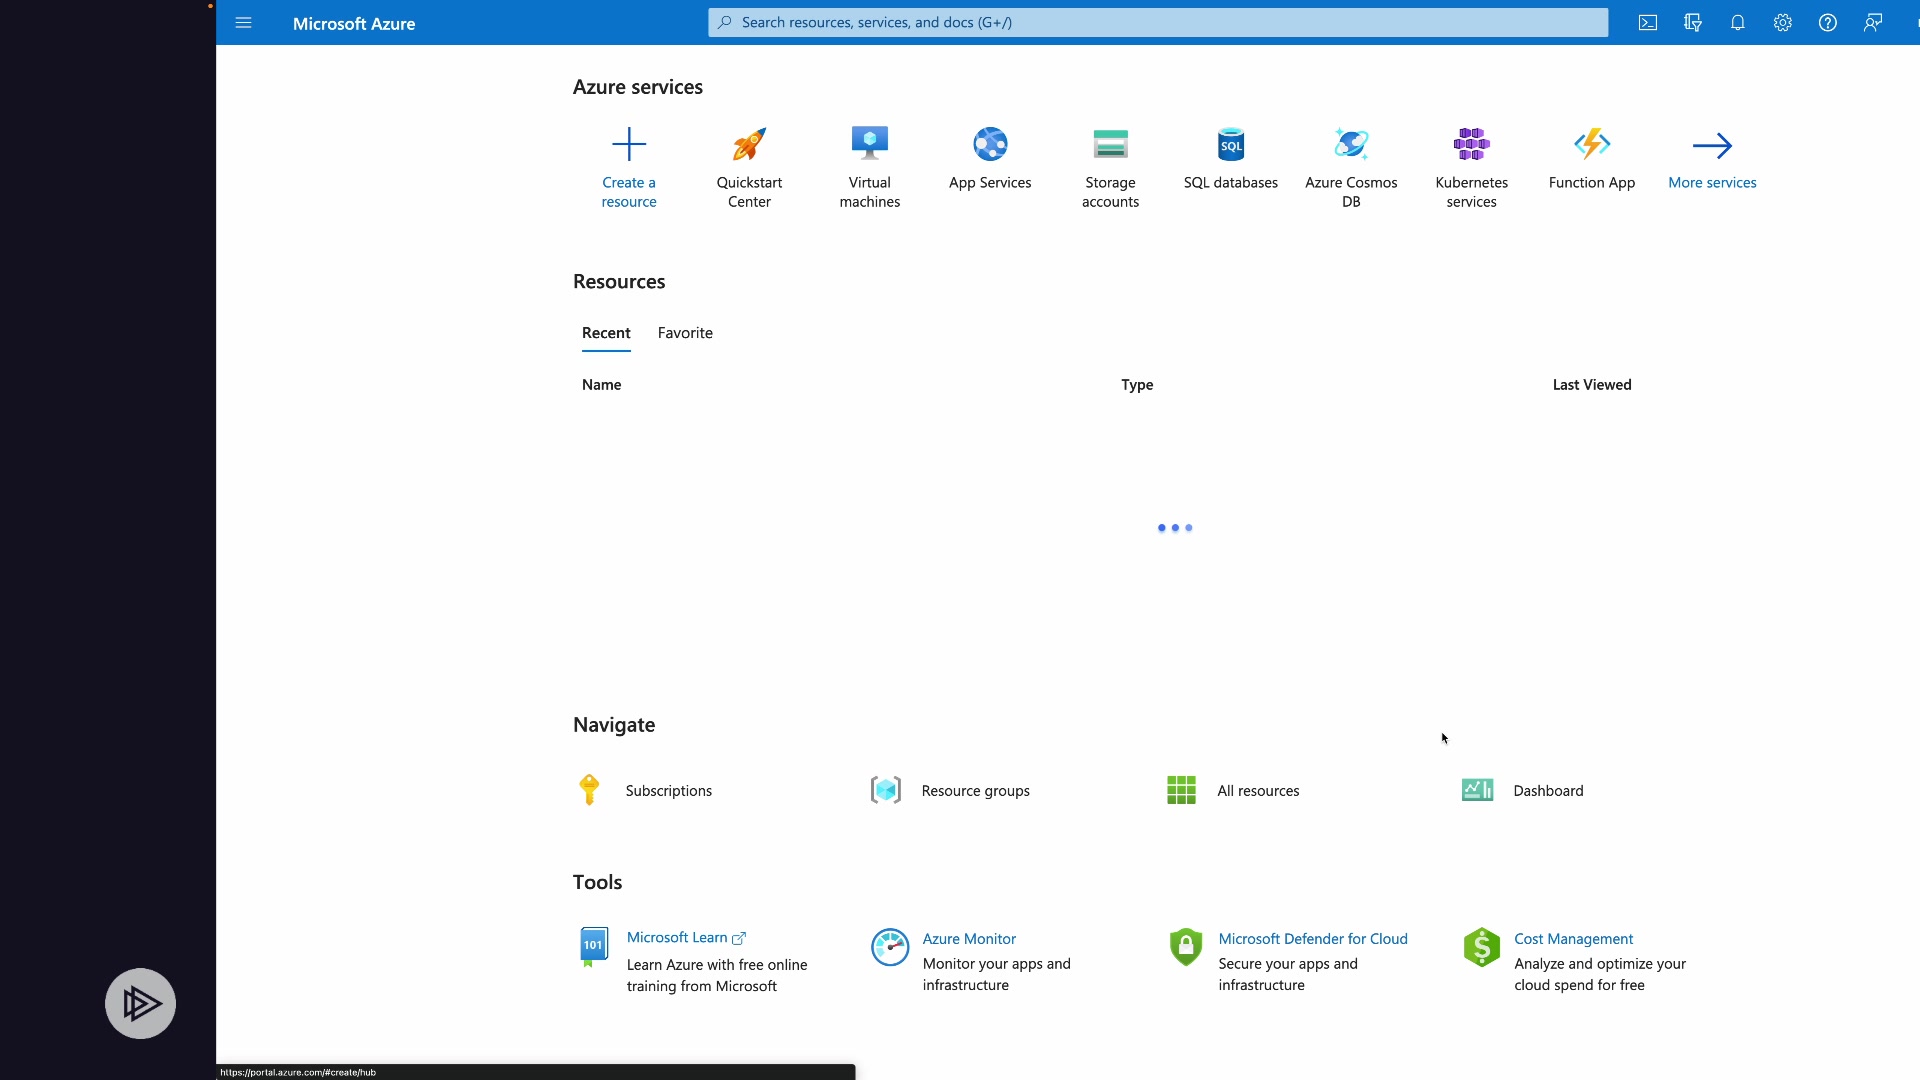 Microsoft Azure
Search resources, services, and docs (G+/)
Azure services
Create a
resource
Quickstart
Center
Virtual
machines
App Services
Storage
accounts
SQL
SQL databases
Azure Cosmos
DB
Kubernetes
services
Function App
More services
Resources
Recent
Favorite
Name
Type
Last Viewed
Navigate
Subscriptions
Resource groups
All resources
Dashboard
Tools
101
Microsoft Learn
Learn Azure with free online
training from Microsoft
Azure Monitor
Monitor your apps and
infrastructure
Microsoft Defender for Cloud
Secure your apps and
infrastructure
Cost Management
Analyze and optimize your
cloud spend for free
https://portal.azure.com/#create/hub